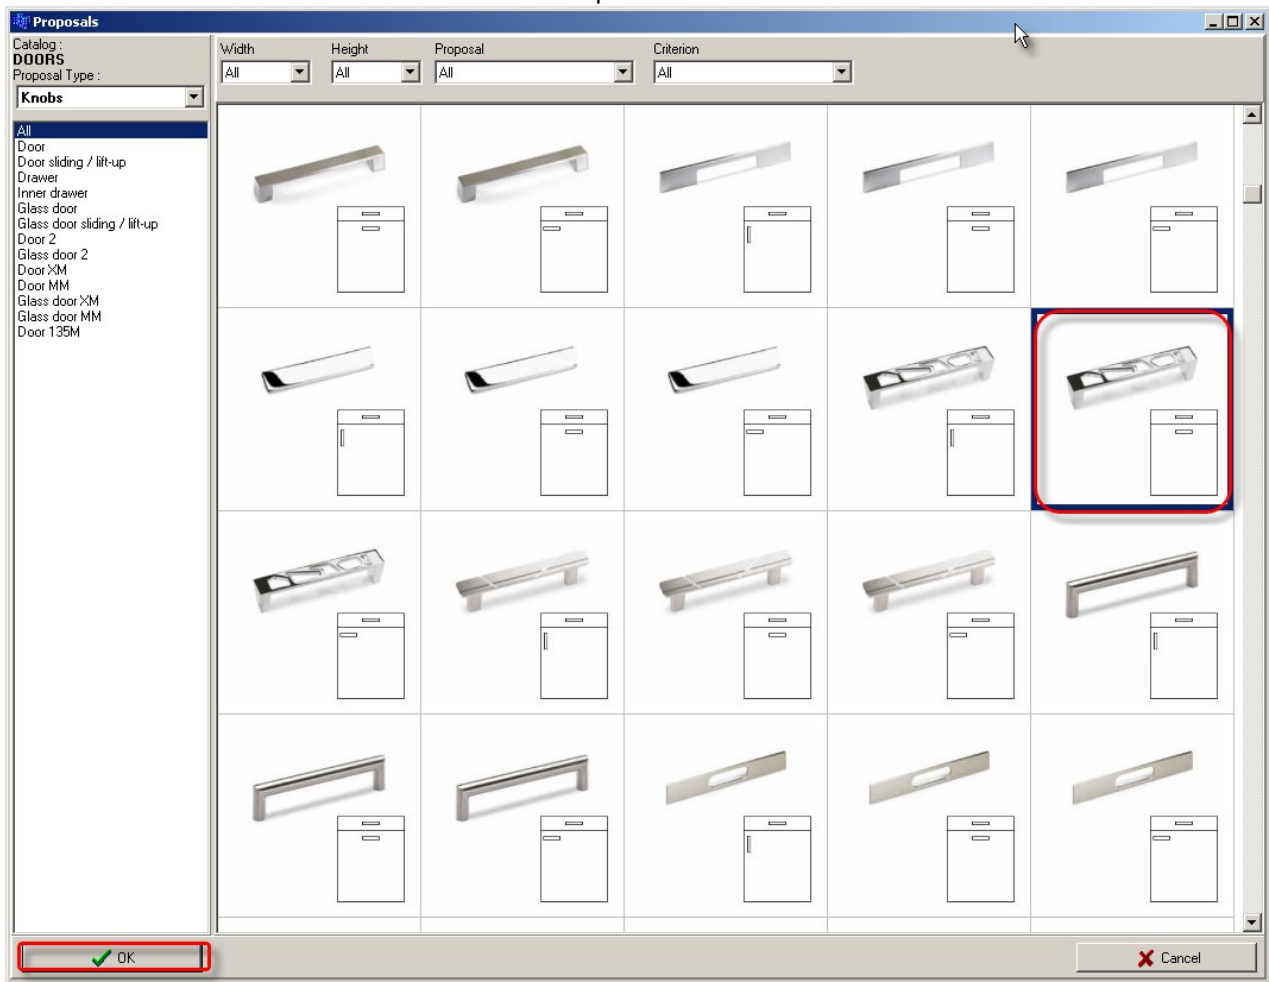 Proposals
Catalog :
DOORS
Proposal Type :
Knobs
Width
Height
Proposal
Criterion
All
All
All
All
All
Door
Door sliding / lift-up
Drawer
Inner drawer
Glass door
Glass door sliding / lift-up
Door 2
Glass door 2
Door XM
Door MM
Glass door XM
Glass door MM
Door 135M
OK
Cancel